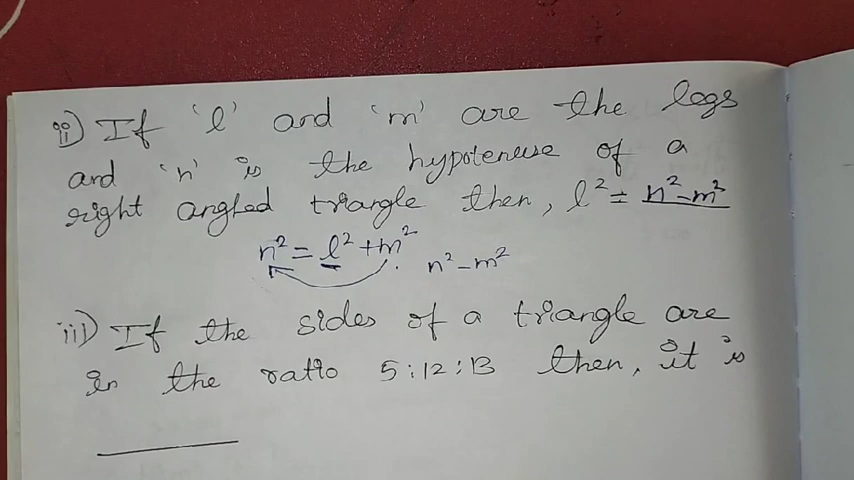 ii) If 'l' and 'm' are the legs
and 'n' is the hypotenuse of a
right angled triangle then, l² = n²-m²
n² = l² + m². n²-m²
iii) If the sides of a triangle are
in the ratio 5:12:13 then, it is